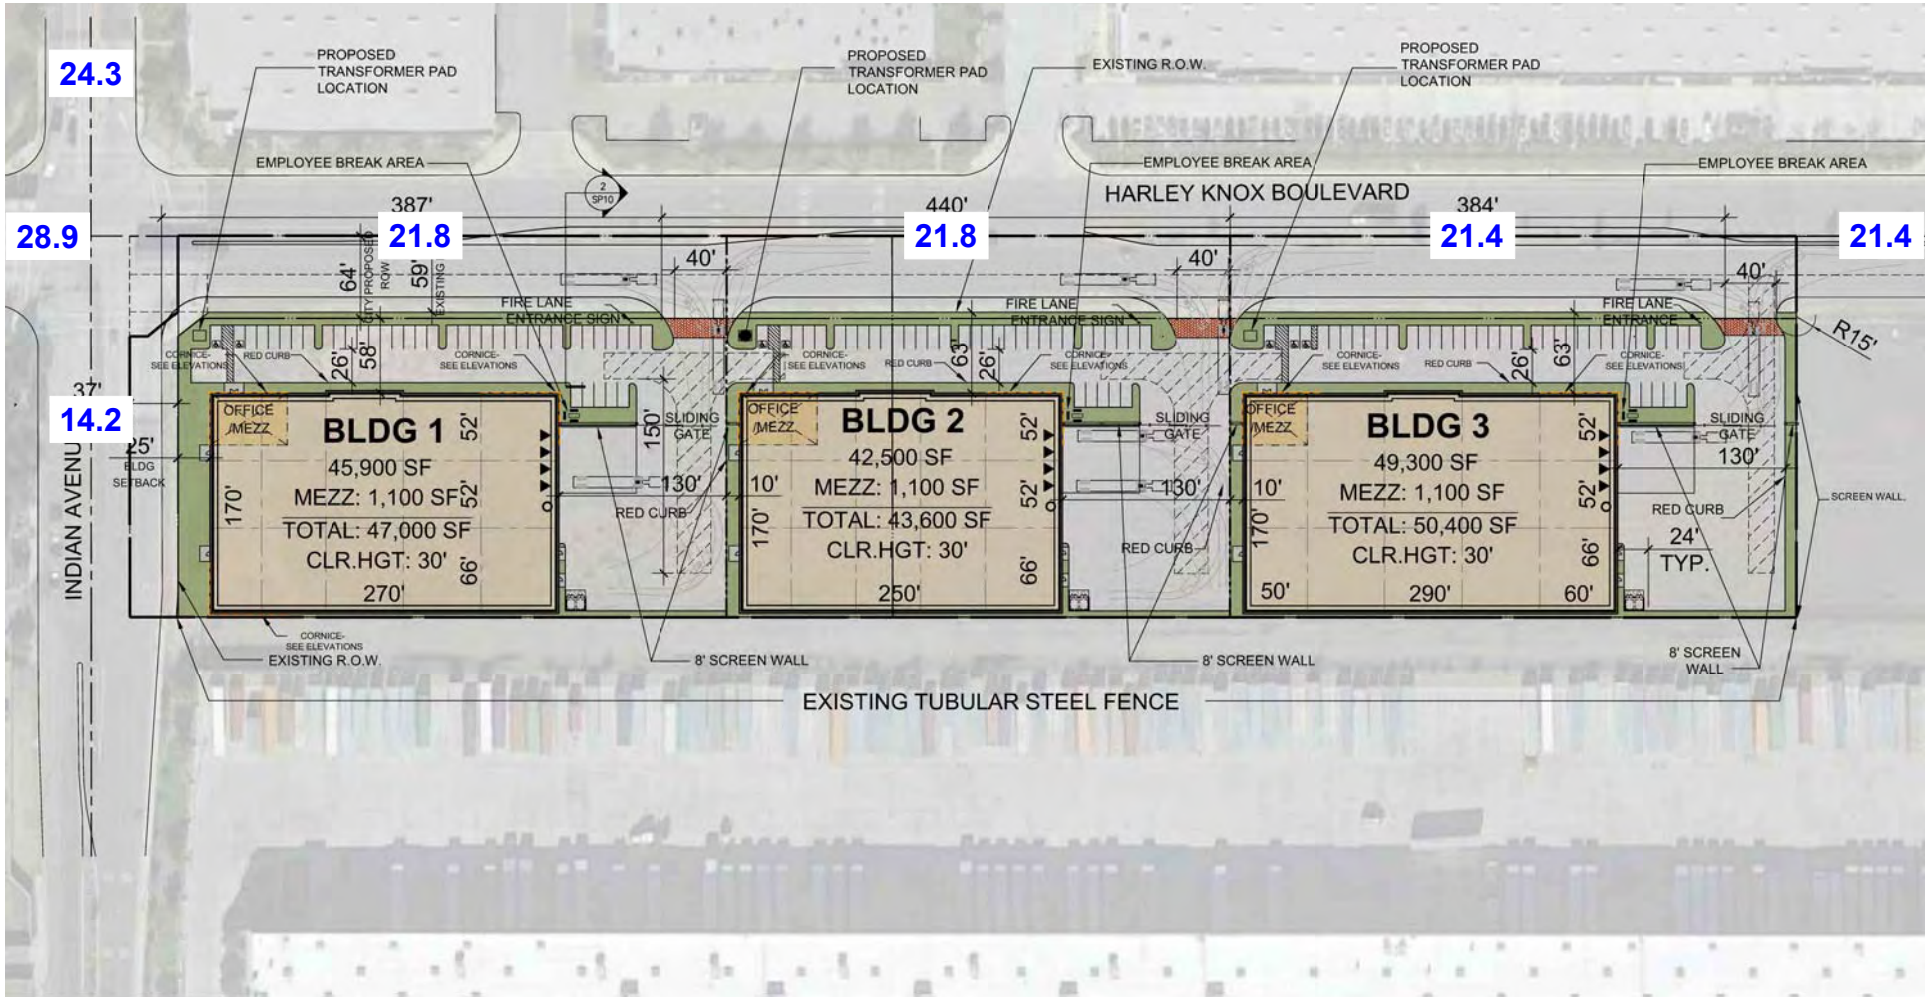 24.3
PROPOSED
TRANSFORMER PAD
LOCATION
PROPOSED
TRANSFORMER PAD
LOCATION
EXISTING R.O.W.
PROPOSED
TRANSFORMER PAD
LOCATION
EMPLOYEE BREAK AREA
EMPLOYEE BREAK AREA
EMPLOYEE BREAK AREA
2
SP10
HARLEY KNOX BOULEVARD
387'
440'
384'
28.9
21.8
21.8
21.4
21.4
64'
CITY PROPOSED
ROW
59'
EXISTING
40'
40'
40'
FIRE LANE
ENTRANCE SIGN
FIRE LANE
ENTRANCE SIGN
FIRE LANE
ENTRANCE
R15'
CORNICE-
SEE ELEVATIONS
RED CURB
26'
58'
CORNICE-
SEE ELEVATIONS
CORNICE-
SEE ELEVATIONS
RED CURB
63'
26'
CORNICE-
SEE ELEVATIONS
CORNICE-
SEE ELEVATIONS
26'
63'
CORNICE-
SEE ELEVATIONS
37'
14.2
INDIAN AVENU
25'
BLDG
SETBACK
OFFICE
/MEZZ
BLDG 1
45,900 SF
MEZZ: 1,100 SF
TOTAL: 47,000 SF
CLR.HGT: 30'
270'
170'
52'
52'
66'
150'
SLIDING
GATE
130'
RED CURB
10'
OFFICE
/MEZZ
BLDG 2
42,500 SF
MEZZ: 1,100 SF
TOTAL: 43,600 SF
CLR.HGT: 30'
250'
170'
52'
52'
66'
SLIDING
GATE
130'
RED CURB
10'
OFFICE
/MEZZ
BLDG 3
49,300 SF
MEZZ: 1,100 SF
TOTAL: 50,400 SF
CLR.HGT: 30'
50'
290'
60'
170'
52'
52'
66'
SLIDING
GATE
130'
SCREEN WALL.
RED CURB
24'
TYP.
CORNICE-
SEE ELEVATIONS
EXISTING R.O.W.
8' SCREEN WALL
8' SCREEN WALL
8' SCREEN
WALL
EXISTING TUBULAR STEEL FENCE